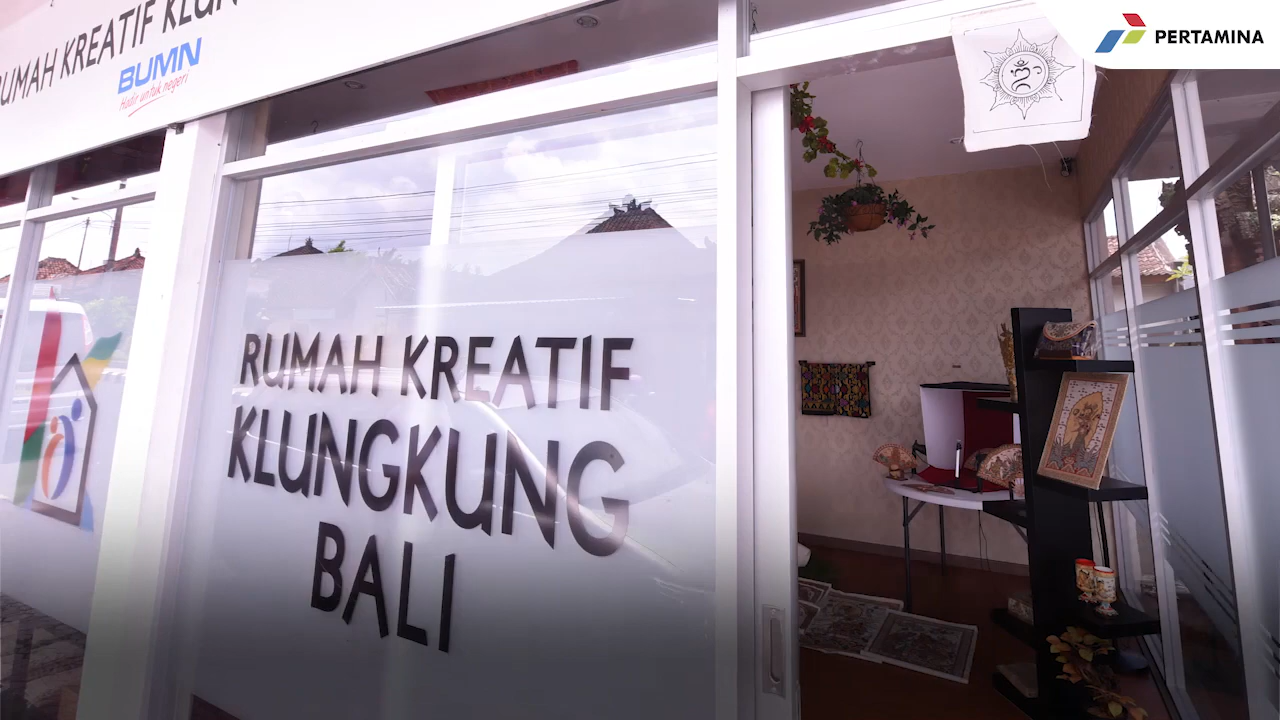 RUMAH KREATIF KLUN
BUMN
Hadir untuk negeri
PERTAMINA
RUMAH KREATIF
KLUNGKUNG
BALI